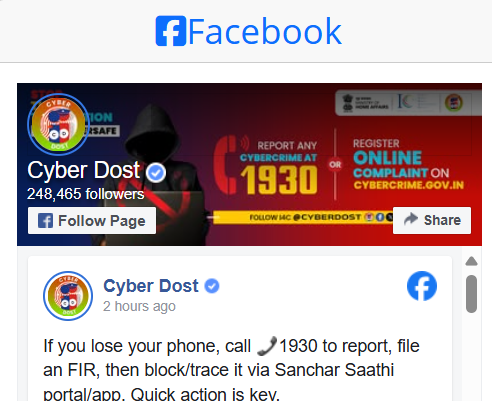 Facebook
CYBER
DOST
Cyber Dost
248,465 followers
Follow Page
REPORT ANY
CYBERCRIME AT
1930
OR
REGISTER
ONLINE
COMPLAINT ON
CYBERCRIME.GOV.IN
FOLLOW I4C @CYBERDOST
Share
Cyber Dost
2 hours ago
If you lose your phone, call 📞1930 to report, file
an FIR, then block/trace it via Sanchar Saathi
portal/app. Quick action is key.